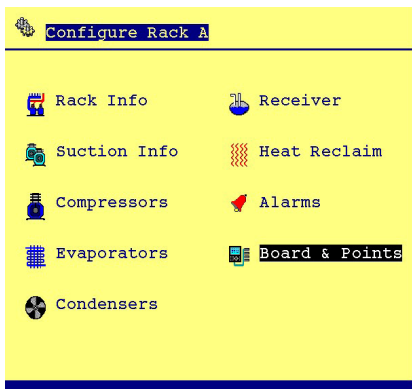 Configure Rack A
Rack Info
Receiver
Suction Info
Heat Reclaim
Compressors
Alarms
Evaporators
Board & Points
Condensers